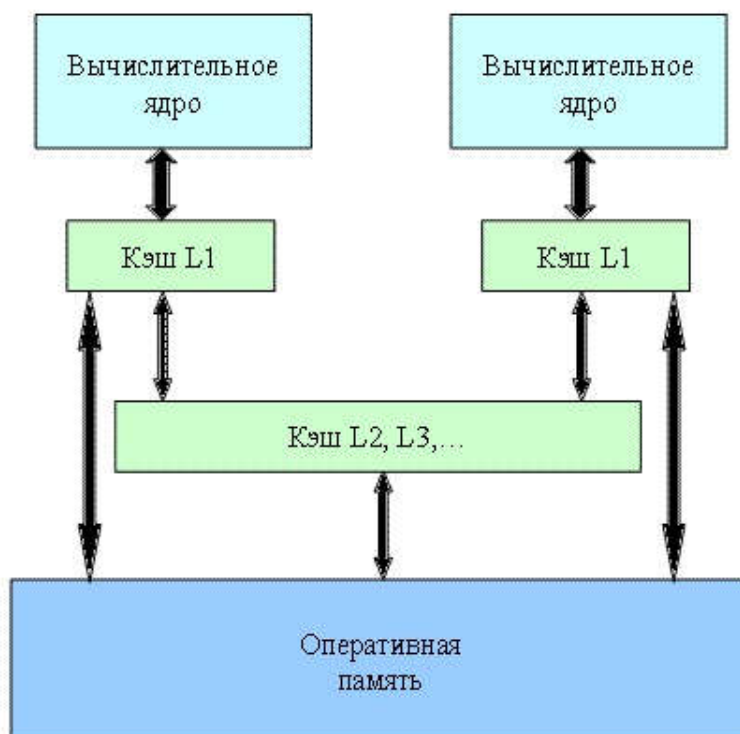 Вычислительное
ядро
Вычислительное
ядро
Кэш L1
Кэш L1
Кэш L2, L3,...
Оперативная
память